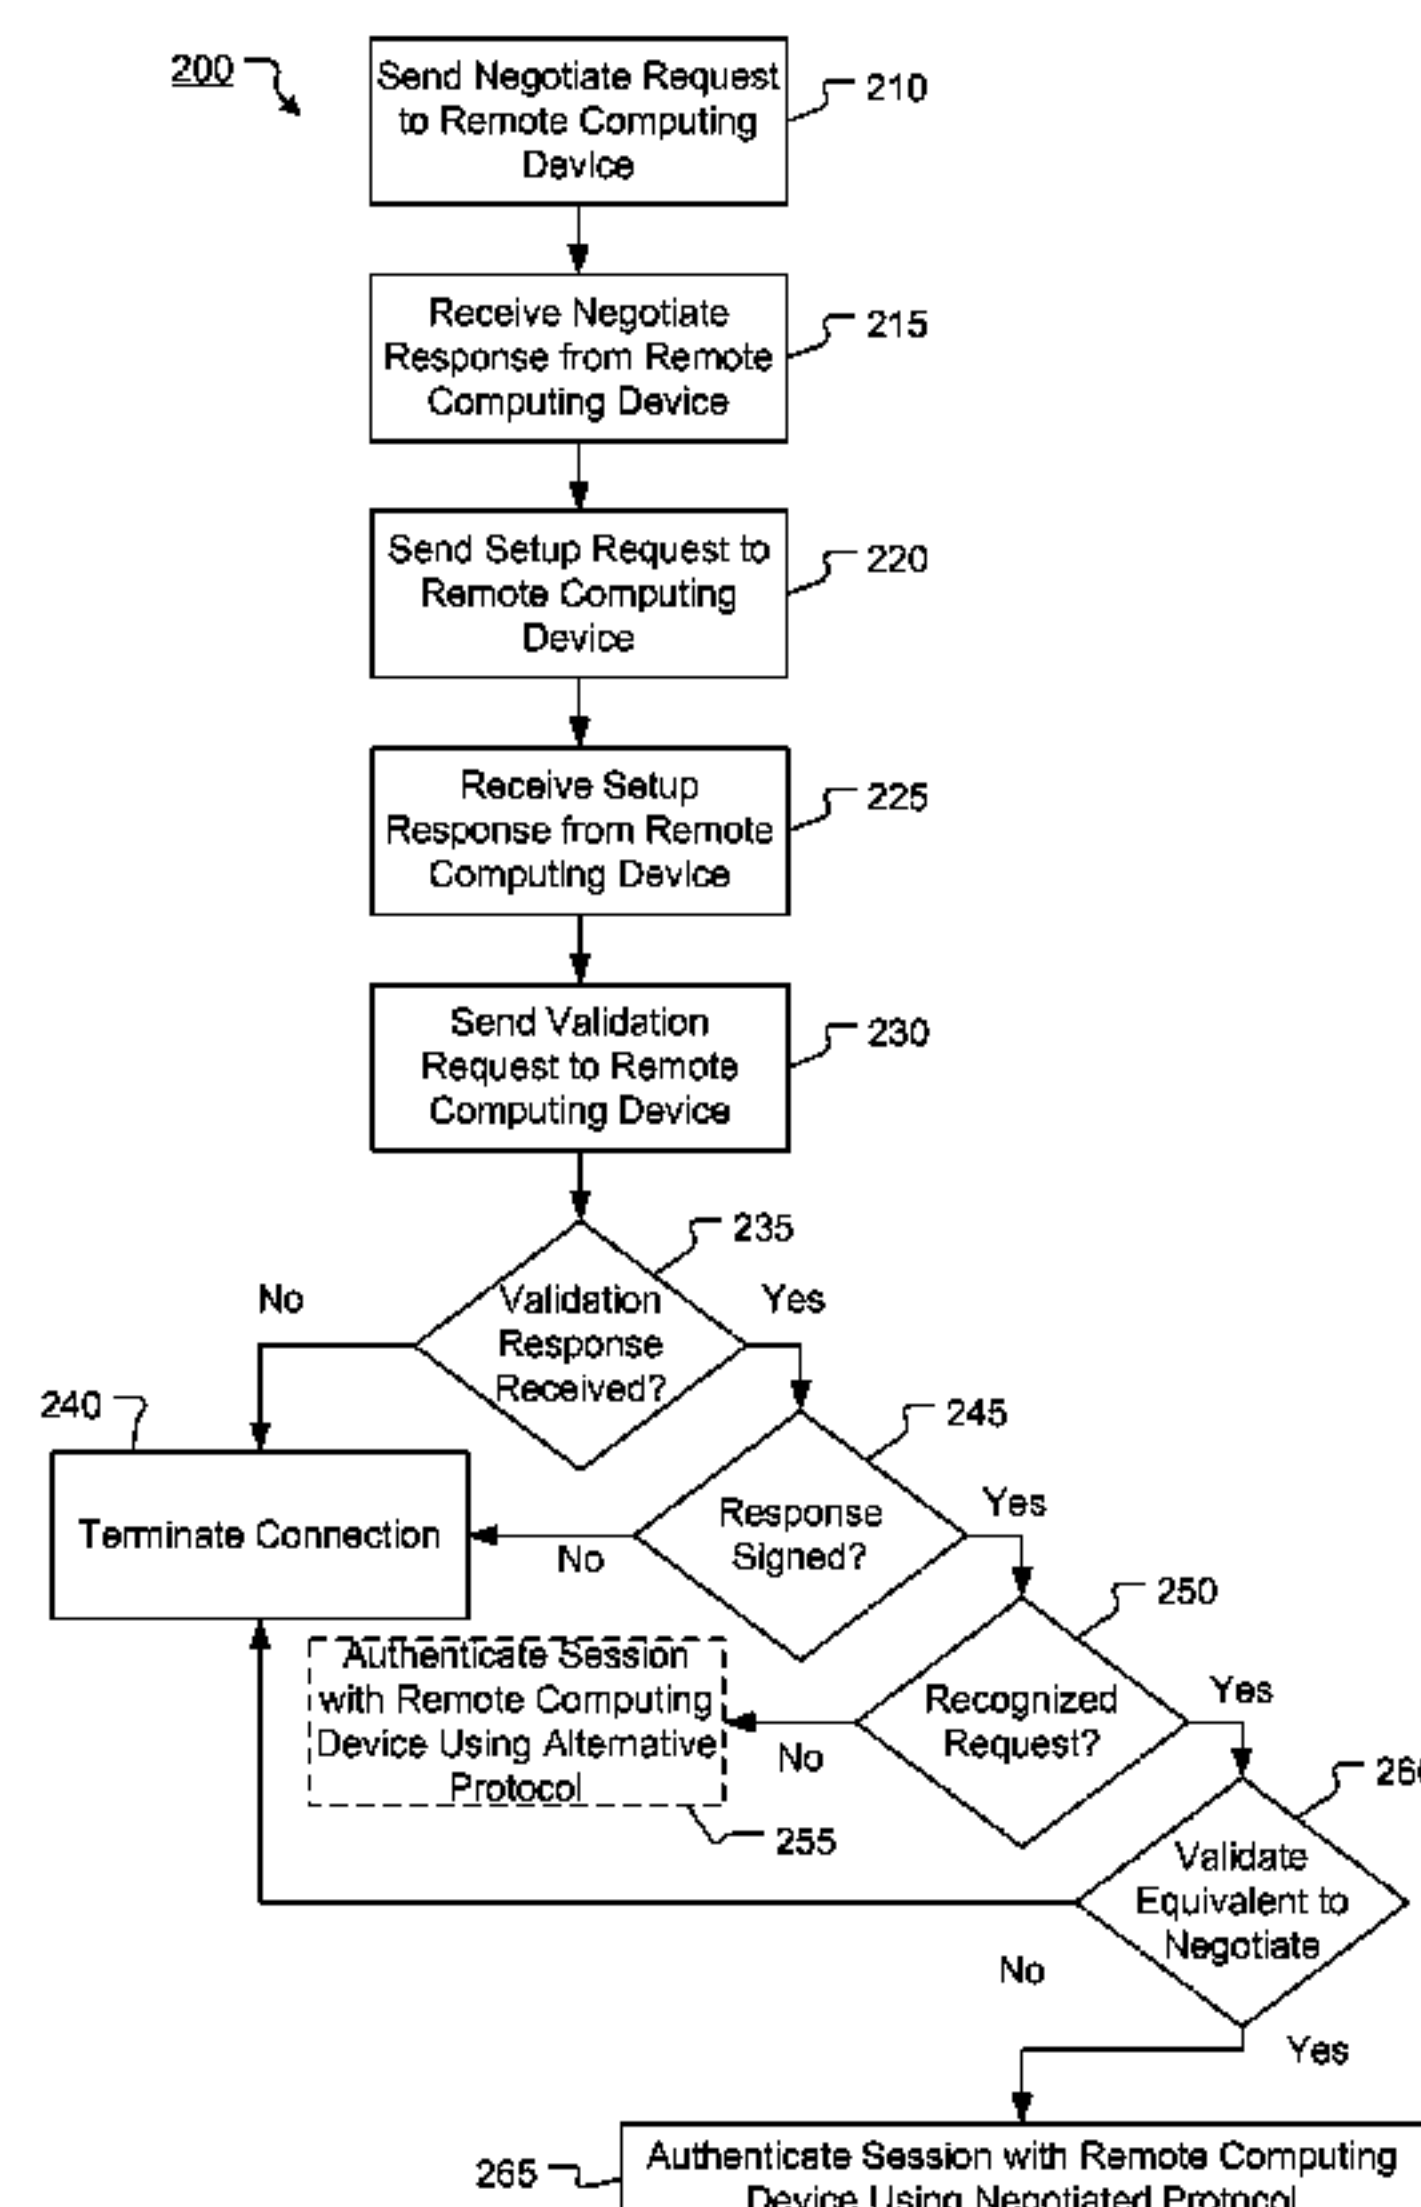 200
Send Negotiate Request
to Remote Computing
Device
210
Receive Negotiate
Response from Remote
Computing Device
215
Send Setup Request to
Remote Computing
Device
220
Receive Setup
Response from Remote
Computing Device
225
Send Validation
Request to Remote
Computing Device
230
235
No
Validation
Response
Received?
Yes
240
Terminate Connection
245
No
Response
Signed?
Yes
250
Authenticate Session
with Remote Computing
Device Using Alternative
Protocol
255
No
Recognized
Request?
Yes
Validate
Equivalent to
Negotiate
No
Yes
265
Authenticate Session with Remote Computing
Device Using Negotiated Protocol